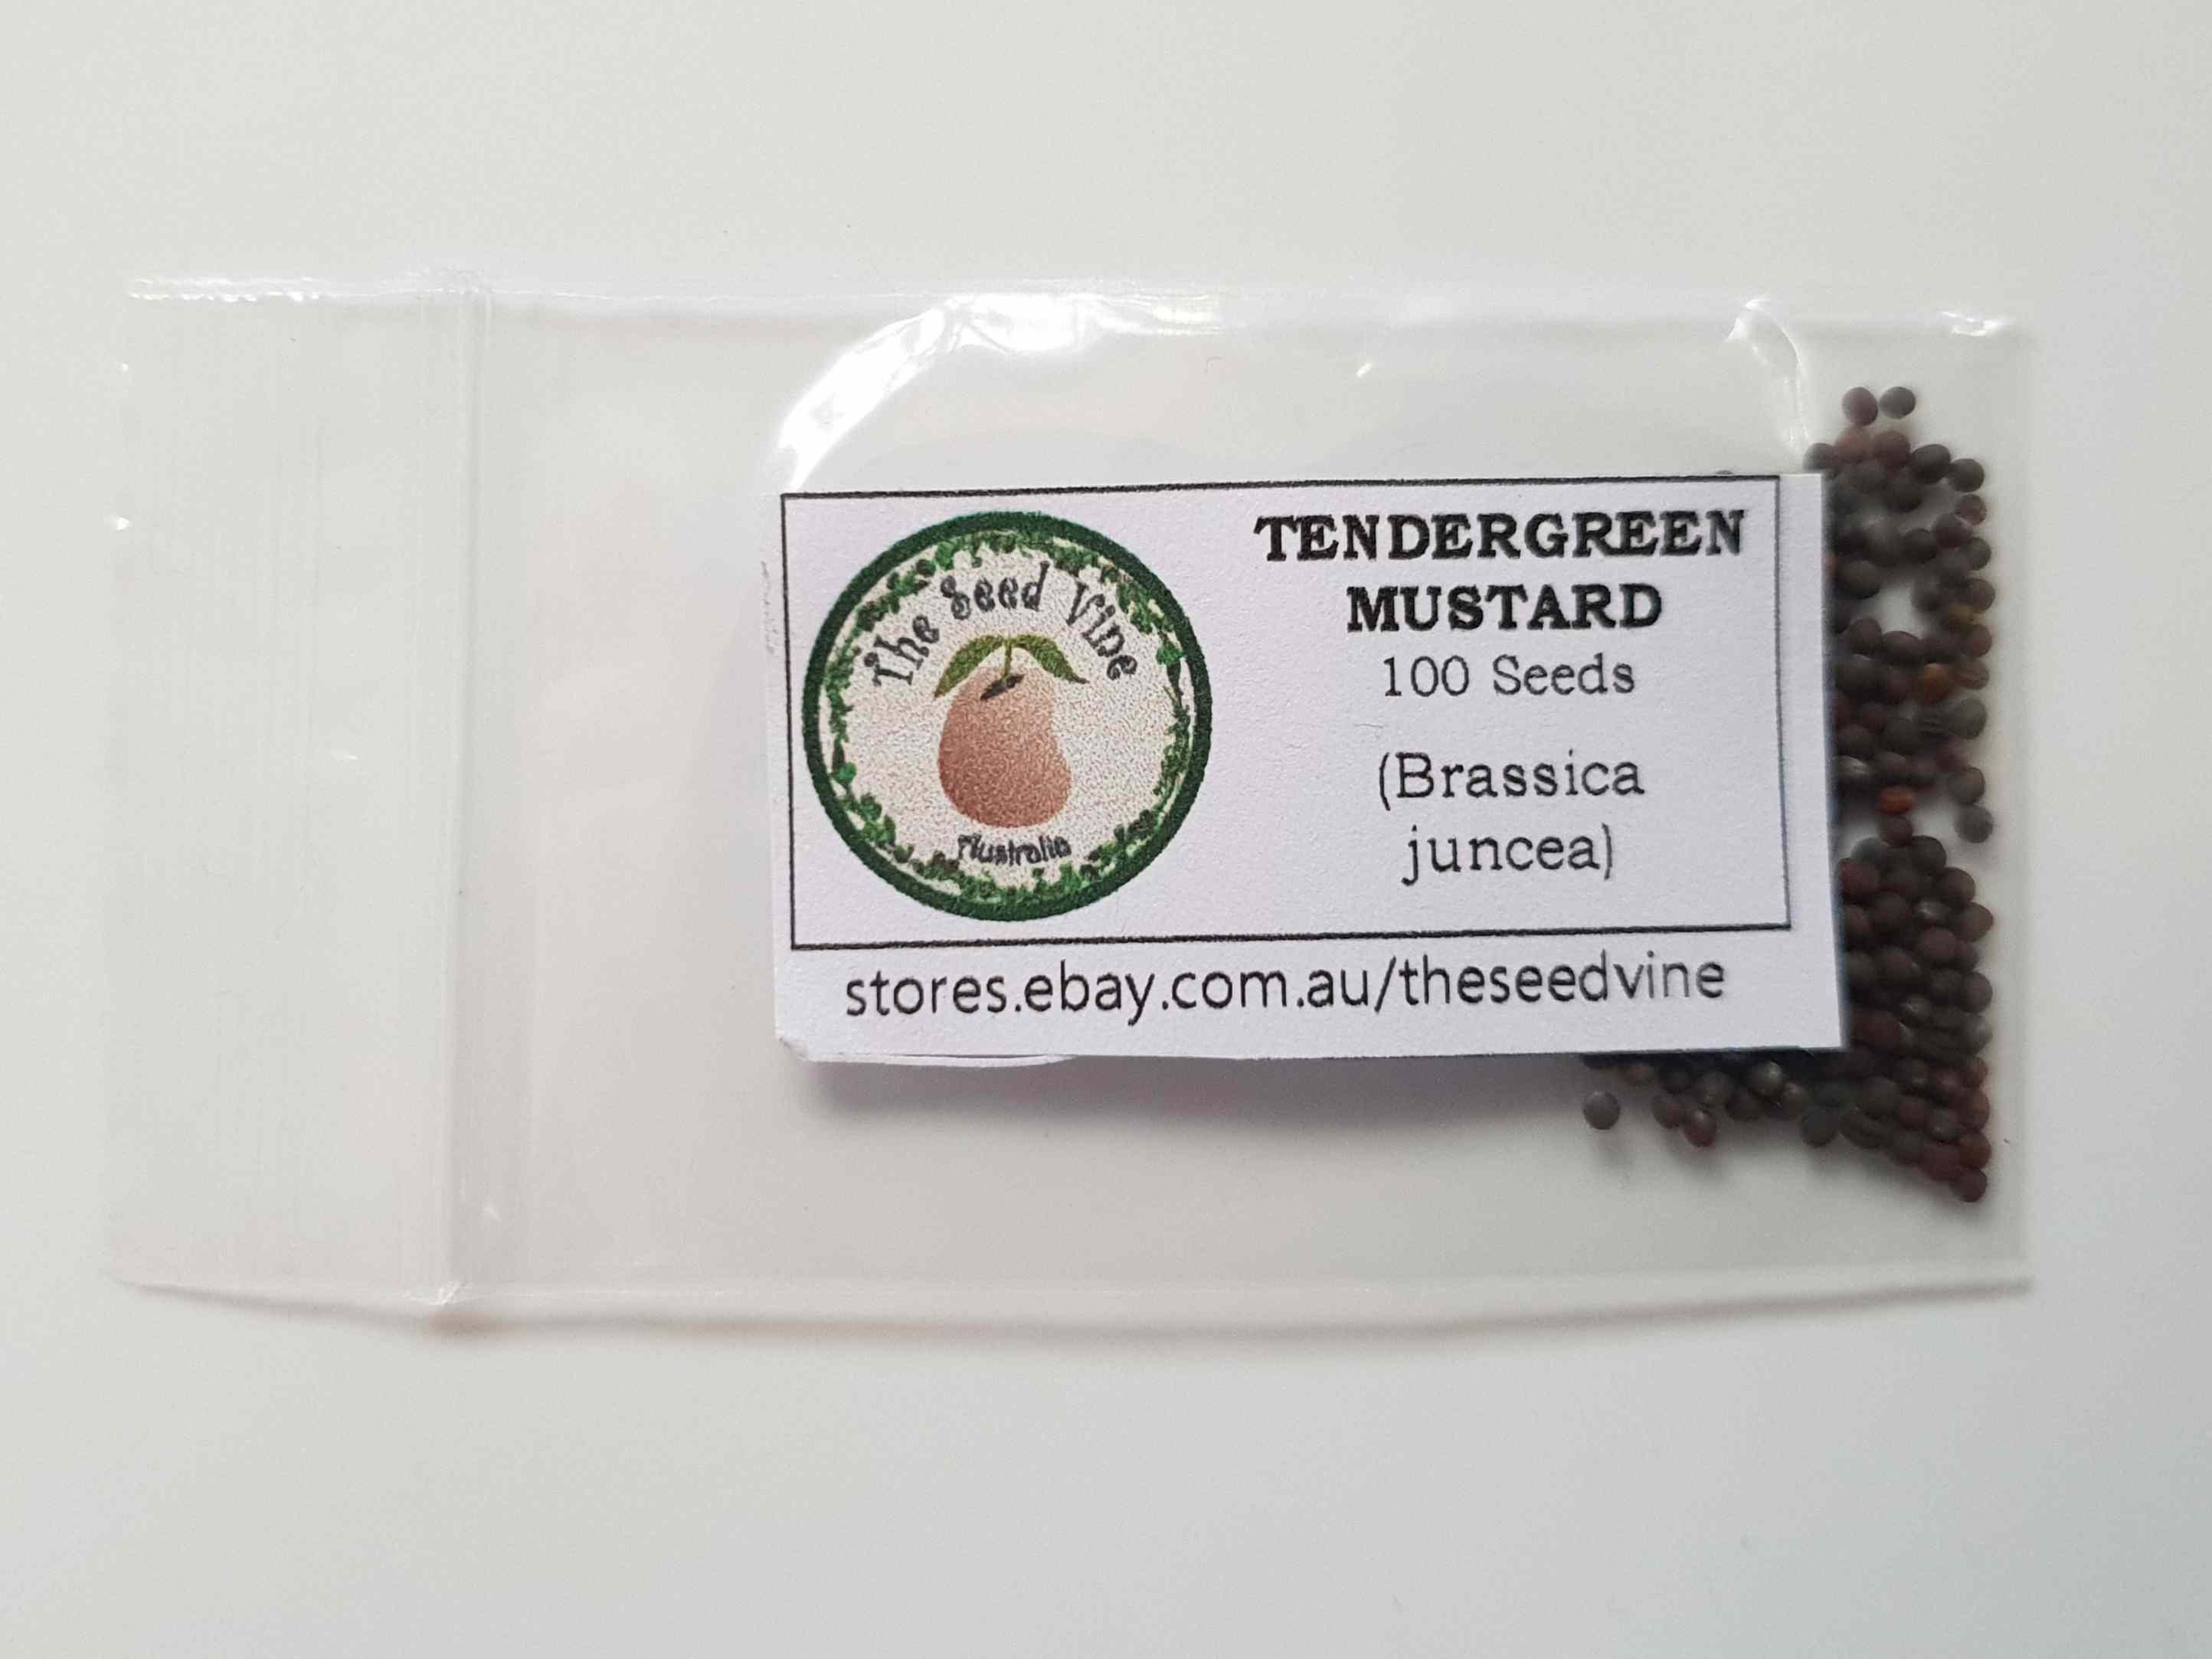 The Seed Vine
Australia
TENDERGREEN
MUSTARD
100 Seeds
(Brassica
juncea)
stores.ebay.com.au/theseedvine